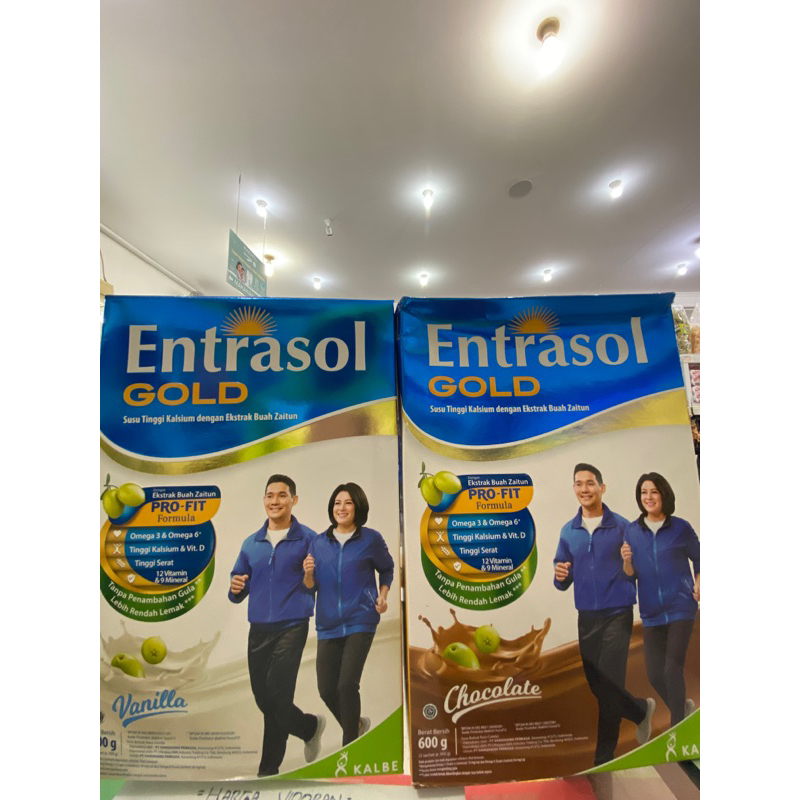 Entrasol
GOLD
Susu Tinggi Kalsium dengan Ekstrak Buah Zaitun
Ekstrak Buah Zaitun
PRO-FIT
Formula
Omega 3 & Omega 6*
Tinggi Kalsium & Vit. D
Tinggi Serat
12 Vitamin
& 9 Mineral
Tanpa Penambahan Gula**
Lebih Rendah Lemak***
Vanilla
KALBE
Entrasol
GOLD
Susu Tinggi Kalsium dengan Ekstrak Buah Zaitun
Ekstrak Buah Zaitun
PRO-FIT
Formula
Omega 3 & Omega 6*
Tinggi Kalsium & Vit. D
Tinggi Serat
12 Vitamin
& 9 Mineral
Tanpa Penambahan Gula**
Lebih Rendah Lemak***
Chocolate
Berat Bersih
600 g
KA
HARGA